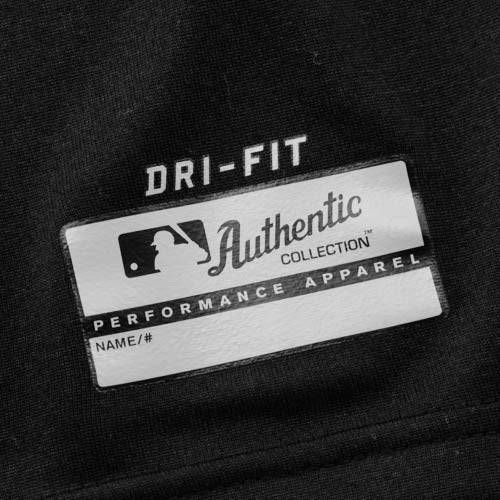 DRI-FIT
Authentic
COLLECTION™
PERFORMANCE APPAREL
NAME/#